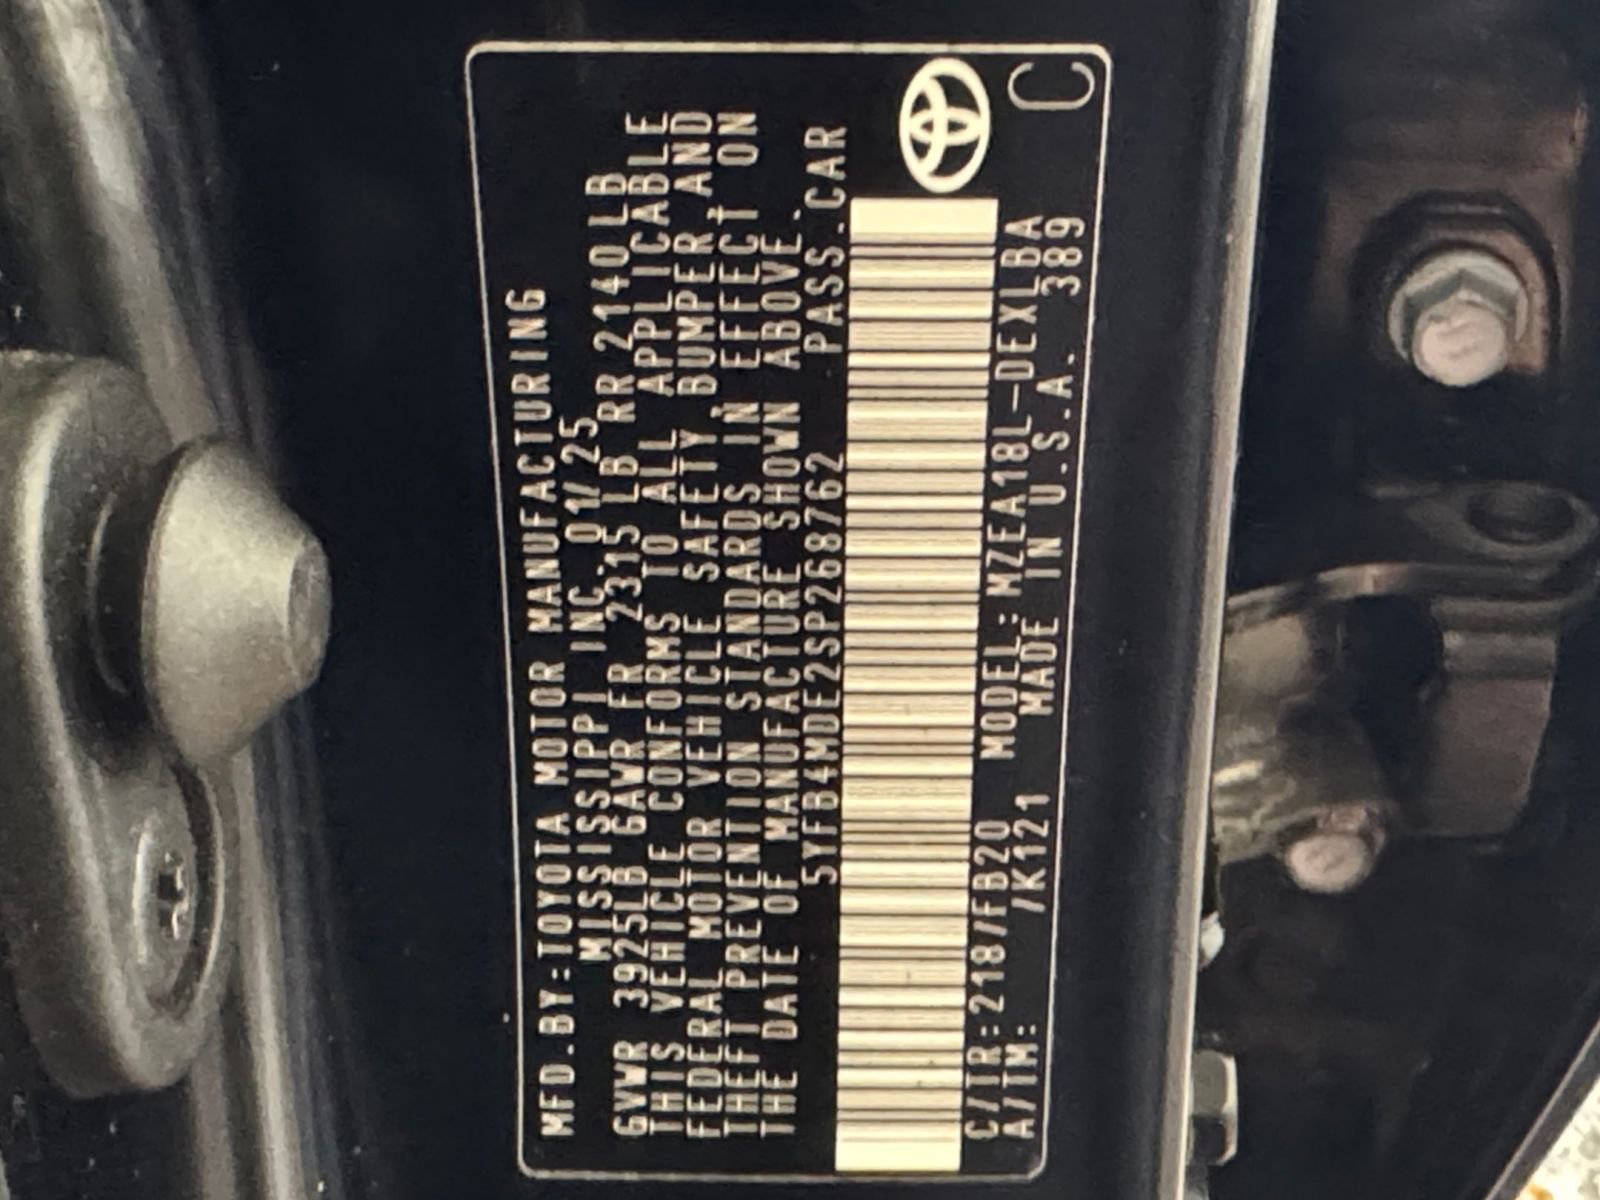 MFD.BY:TOYOTA MOTOR MANUFACTURING
MISSISSIPPI INC. 01/25
GVWR 3925LB GAWR FR 2315LB RR 2140LB
THIS VEHICLE CONFORMS TO ALL APPLICABLE
FEDERAL MOTOR VEHICLE SAFETY, BUMPER, AND
THEFT PREVENTION STANDARDS IN EFFECT ON
THE DATE OF MANUFACTURE SHOWN ABOVE.
5YFB4MDE2SP268762 PASS.CAR
C/TR:218/FB20 MODEL:MZEA18L-DEXLBA
A/TM: /K121 MADE IN U.S.A. 389
C